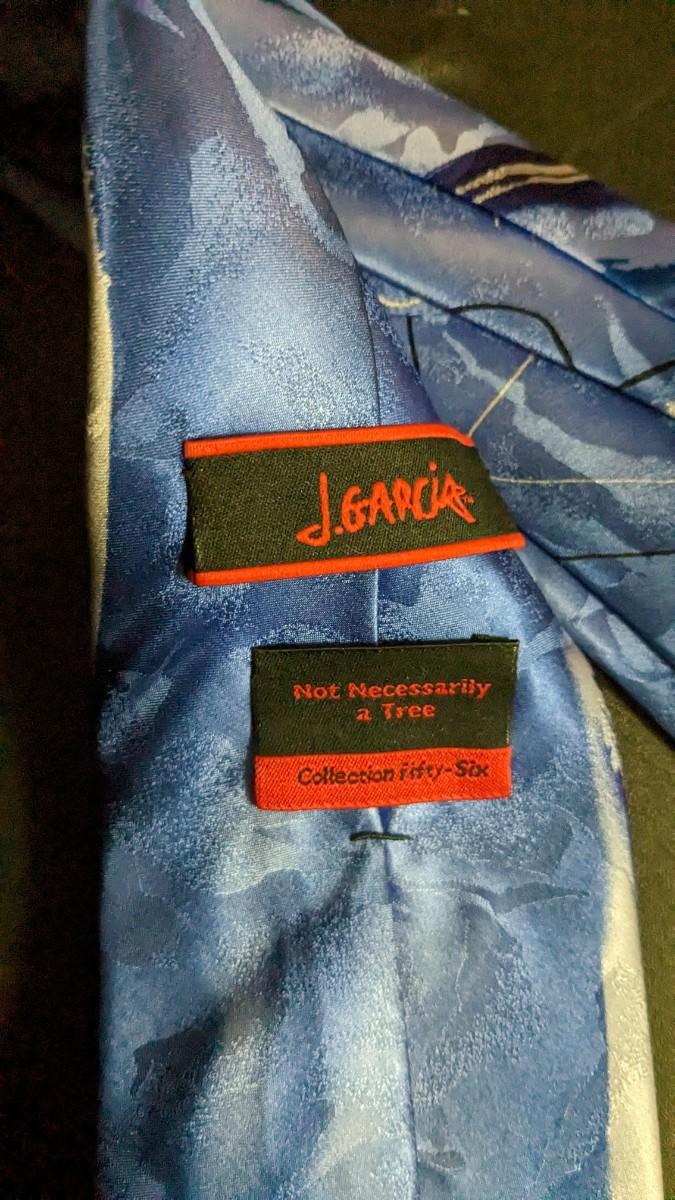 J.GARCIA
Not Necessarily
a Tree
Collection Fifty-Six